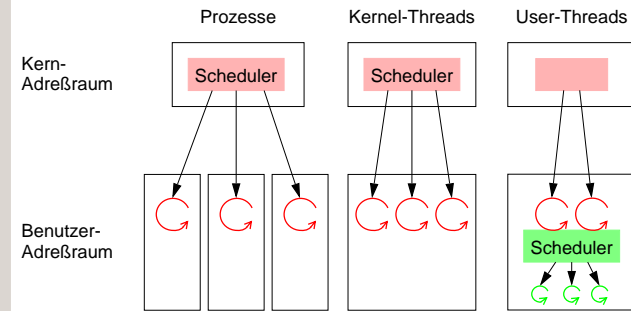 Prozesse
Kernel-Threads
User-Threads
Kern-
Adreßraum
Scheduler
Scheduler
Benutzer-
Adreßraum
Scheduler